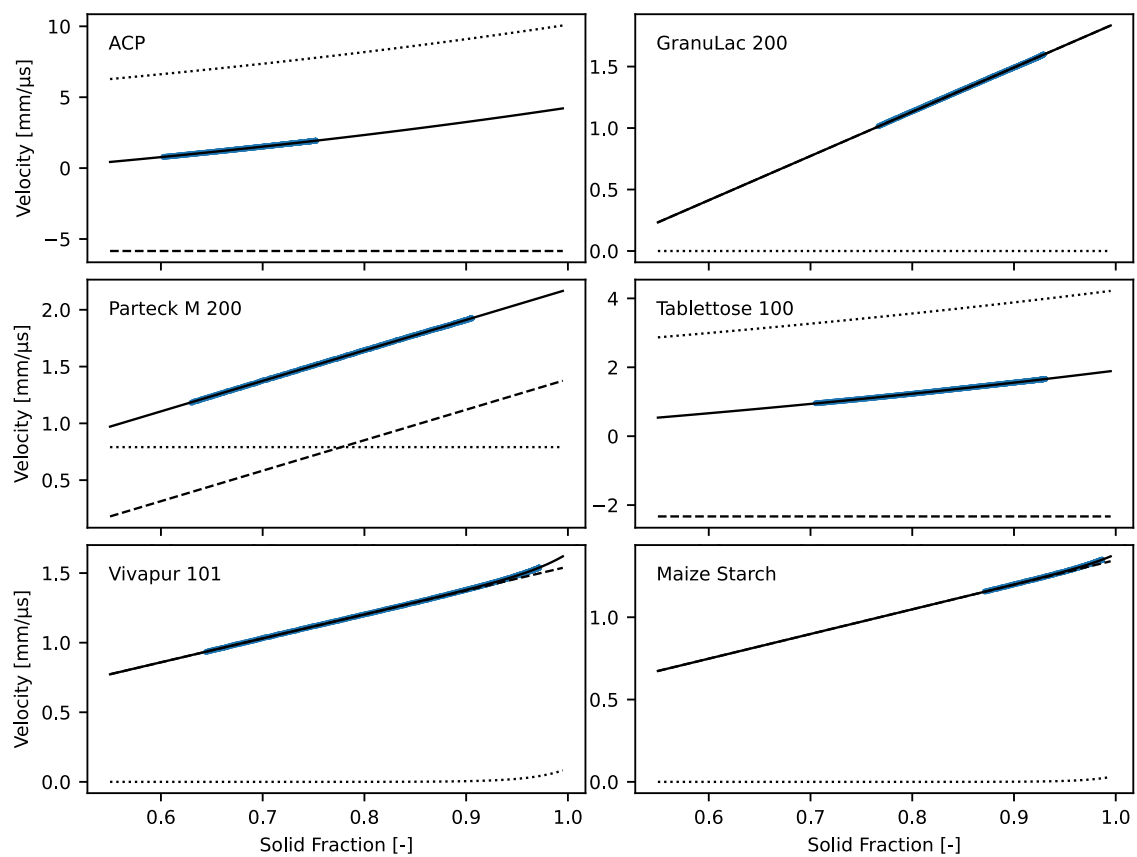 ACP
10
5
0
−5
Velocity [mm/μs]
GranuLac 200
1.5
1.0
0.5
0.0
Parteck M 200
2.0
1.5
1.0
0.5
Velocity [mm/μs]
Tablettose 100
4
2
0
−2
Vivapur 101
1.5
1.0
0.5
0.0
Velocity [mm/μs]
0.6 0.7 0.8 0.9 1.0
Solid Fraction [-]
Maize Starch
1.0
0.5
0.0
0.6 0.7 0.8 0.9 1.0
Solid Fraction [-]